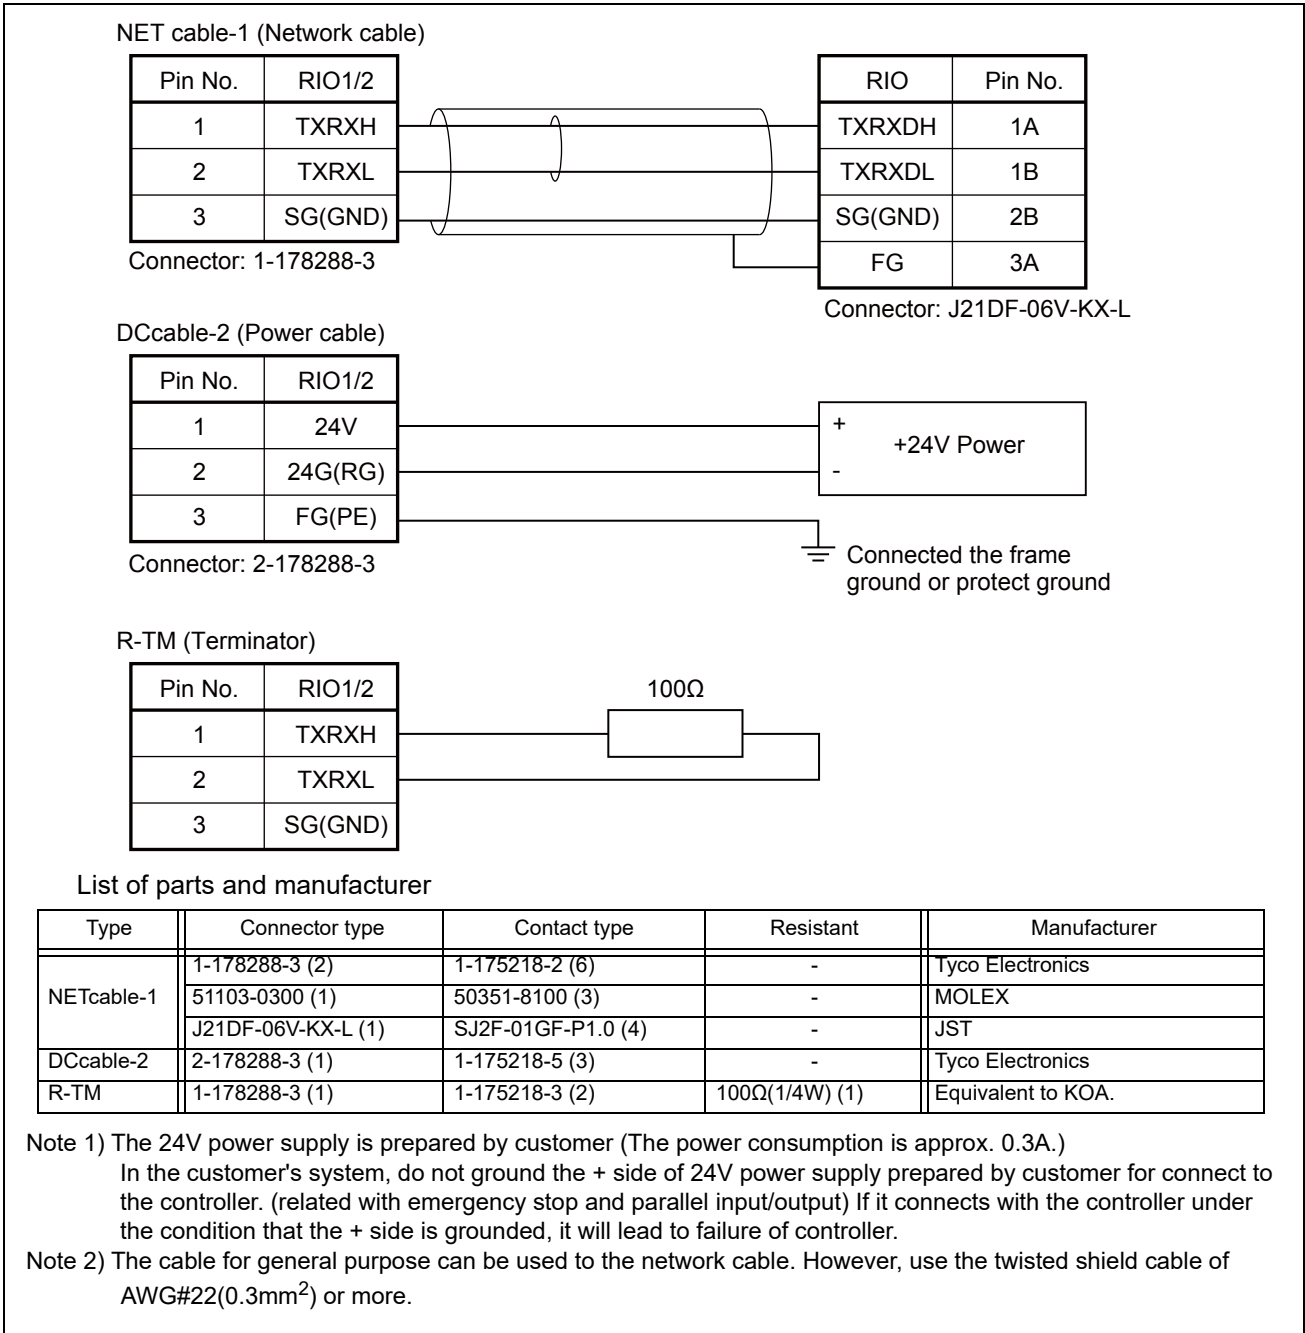 NET cable-1 (Network cable)
Pin No. RIO1/2
1 TXRXH
2 TXRXL
3 SG(GND)
Connector: 1-178288-3
RIO Pin No.
TXRXDH 1A
TXRXDL 1B
SG(GND) 2B
FG 3A
Connector: J21DF-06V-KX-L
DCcable-2 (Power cable)
Pin No. RIO1/2
1 24V
2 24G(RG)
3 FG(PE)
Connector: 2-178288-3
+
+24V Power
-
Connected the frame
ground or protect ground
R-TM (Terminator)
Pin No. RIO1/2
1 TXRXH
2 TXRXL
3 SG(GND)
100Ω
List of parts and manufacturer
Type Connector type Contact type Resistant Manufacturer
NETcable-1 1-178288-3 (2) 1-175218-2 (6) - Tyco Electronics
51103-0300 (1) 50351-8100 (3) - MOLEX
J21DF-06V-KX-L (1) SJ2F-01GF-P1.0 (4) - JST
DCcable-2 2-178288-3 (1) 1-175218-5 (3) - Tyco Electronics
R-TM 1-178288-3 (1) 1-175218-3 (2) 100Ω(1/4W) (1) Equivalent to KOA.
Note 1) The 24V power supply is prepared by customer (The power consumption is approx. 0.3A.)
In the customer's system, do not ground the + side of 24V power supply prepared by customer for connect to
the controller. (related with emergency stop and parallel input/output) If it connects with the controller under
the condition that the + side is grounded, it will lead to failure of controller.
Note 2) The cable for general purpose can be used to the network cable. However, use the twisted shield cable of
AWG#22(0.3mm²) or more.